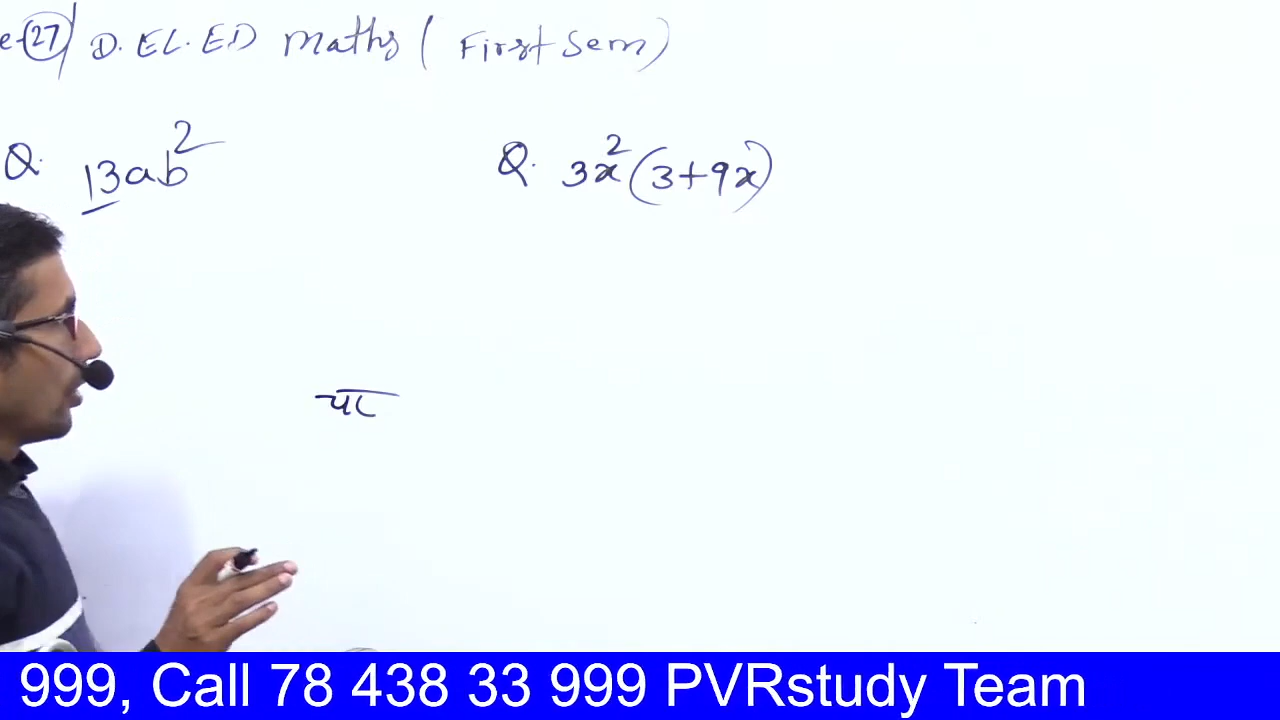 e-27 D.EL.ED Maths ( First Sem)
Q. 13ab² Q. 3x²(3+9x)
चर
999, Call 78 438 33 999 PVRstudy Team